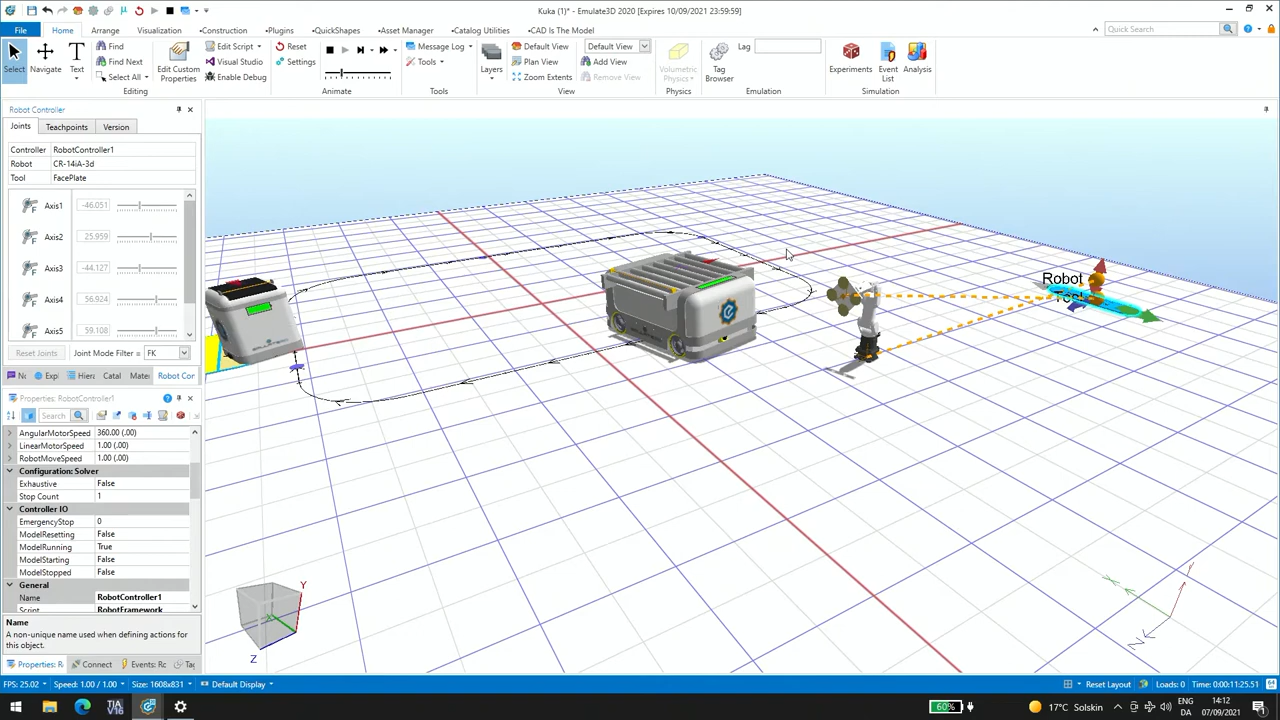 Kuka (1)* - Emulate3D 2020 [Expires 10/09/2021 23:59:59]
File Home Arrange Visualization Construction Plugins QuickShapes Asset Manager Catalog Utilities CAD Is The Model Quick Search
Select Navigate Text
Find
Find Next
Select All
Editing
Edit Custom Properties
Edit Script
Visual Studio
Enable Debug
Reset
Settings
Animate
Message Log
Tools
Tools
Layers
Default View
Plan View
Zoom Extents
Default View
Add View
Remove View
View
Volumetric Physics
Physics
Tag Browser
Lag
Emulation
Experiments Event List Analysis
Simulation
Robot Controller
Joints Teachpoints Version
Controller RobotController1
Robot CR-14iA-3d
Tool FacePlate
Axis1 -46.051
Axis2 25.959
Axis3 -44.127
Axis4 56.924
Axis5 59.108
Reset Joints Joint Mode Filter = FK
Hiera Catal Mater Robot Cor
Properties: RobotController1
Search
AngularMotorSpeed 360.00 (.00)
LinearMotorSpeed 1.00 (.00)
RobotMoveSpeed 1.00 (.00)
Configuration: Solver
Exhaustive False
Stop Count 1
Controller IO
EmergencyStop 0
ModelResetting False
ModelRunning True
ModelStarting False
ModelStopped False
General
Name RobotController1
Script RobotFramework
Name
A non-unique name used when defining actions for
this object.
Properties: R Connect Events: Rc Tag
Robot
Y
Z
FPS: 25.02 Speed: 1.00 / 1.00 Size: 1608x831 Default Display Reset Layout Loads: 0 Time: 0:00:11:25.51
60% 17°C Solskin ENG 14:12
DA 07/09/2021